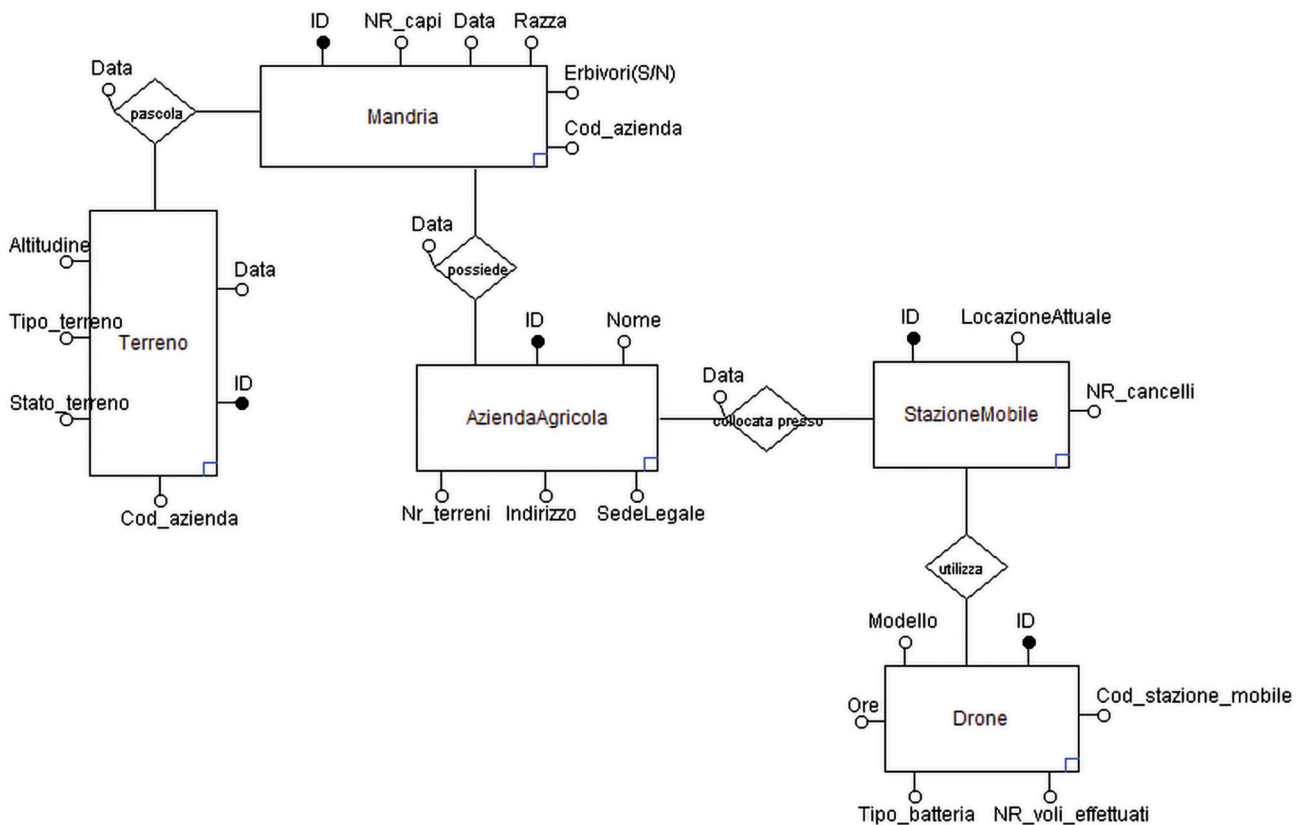 ID
NR_capi
Data
Razza
Data
Erbivori(S/N)
pascola
Mandria
Cod_azienda
Data
Altitudine
Data
possiede
Tipo_terreno
Terreno
ID
Nome
ID
LocazioneAttuale
Stato_terreno
ID
Data
NR_cancelli
AziendaAgricola
collocata presso
StazioneMobile
Cod_azienda
Nr_terreni
Indirizzo
SedeLegale
utilizza
Modello
ID
Ore
Drone
Cod_stazione_mobile
Tipo_batteria
NR_voli_effettuati